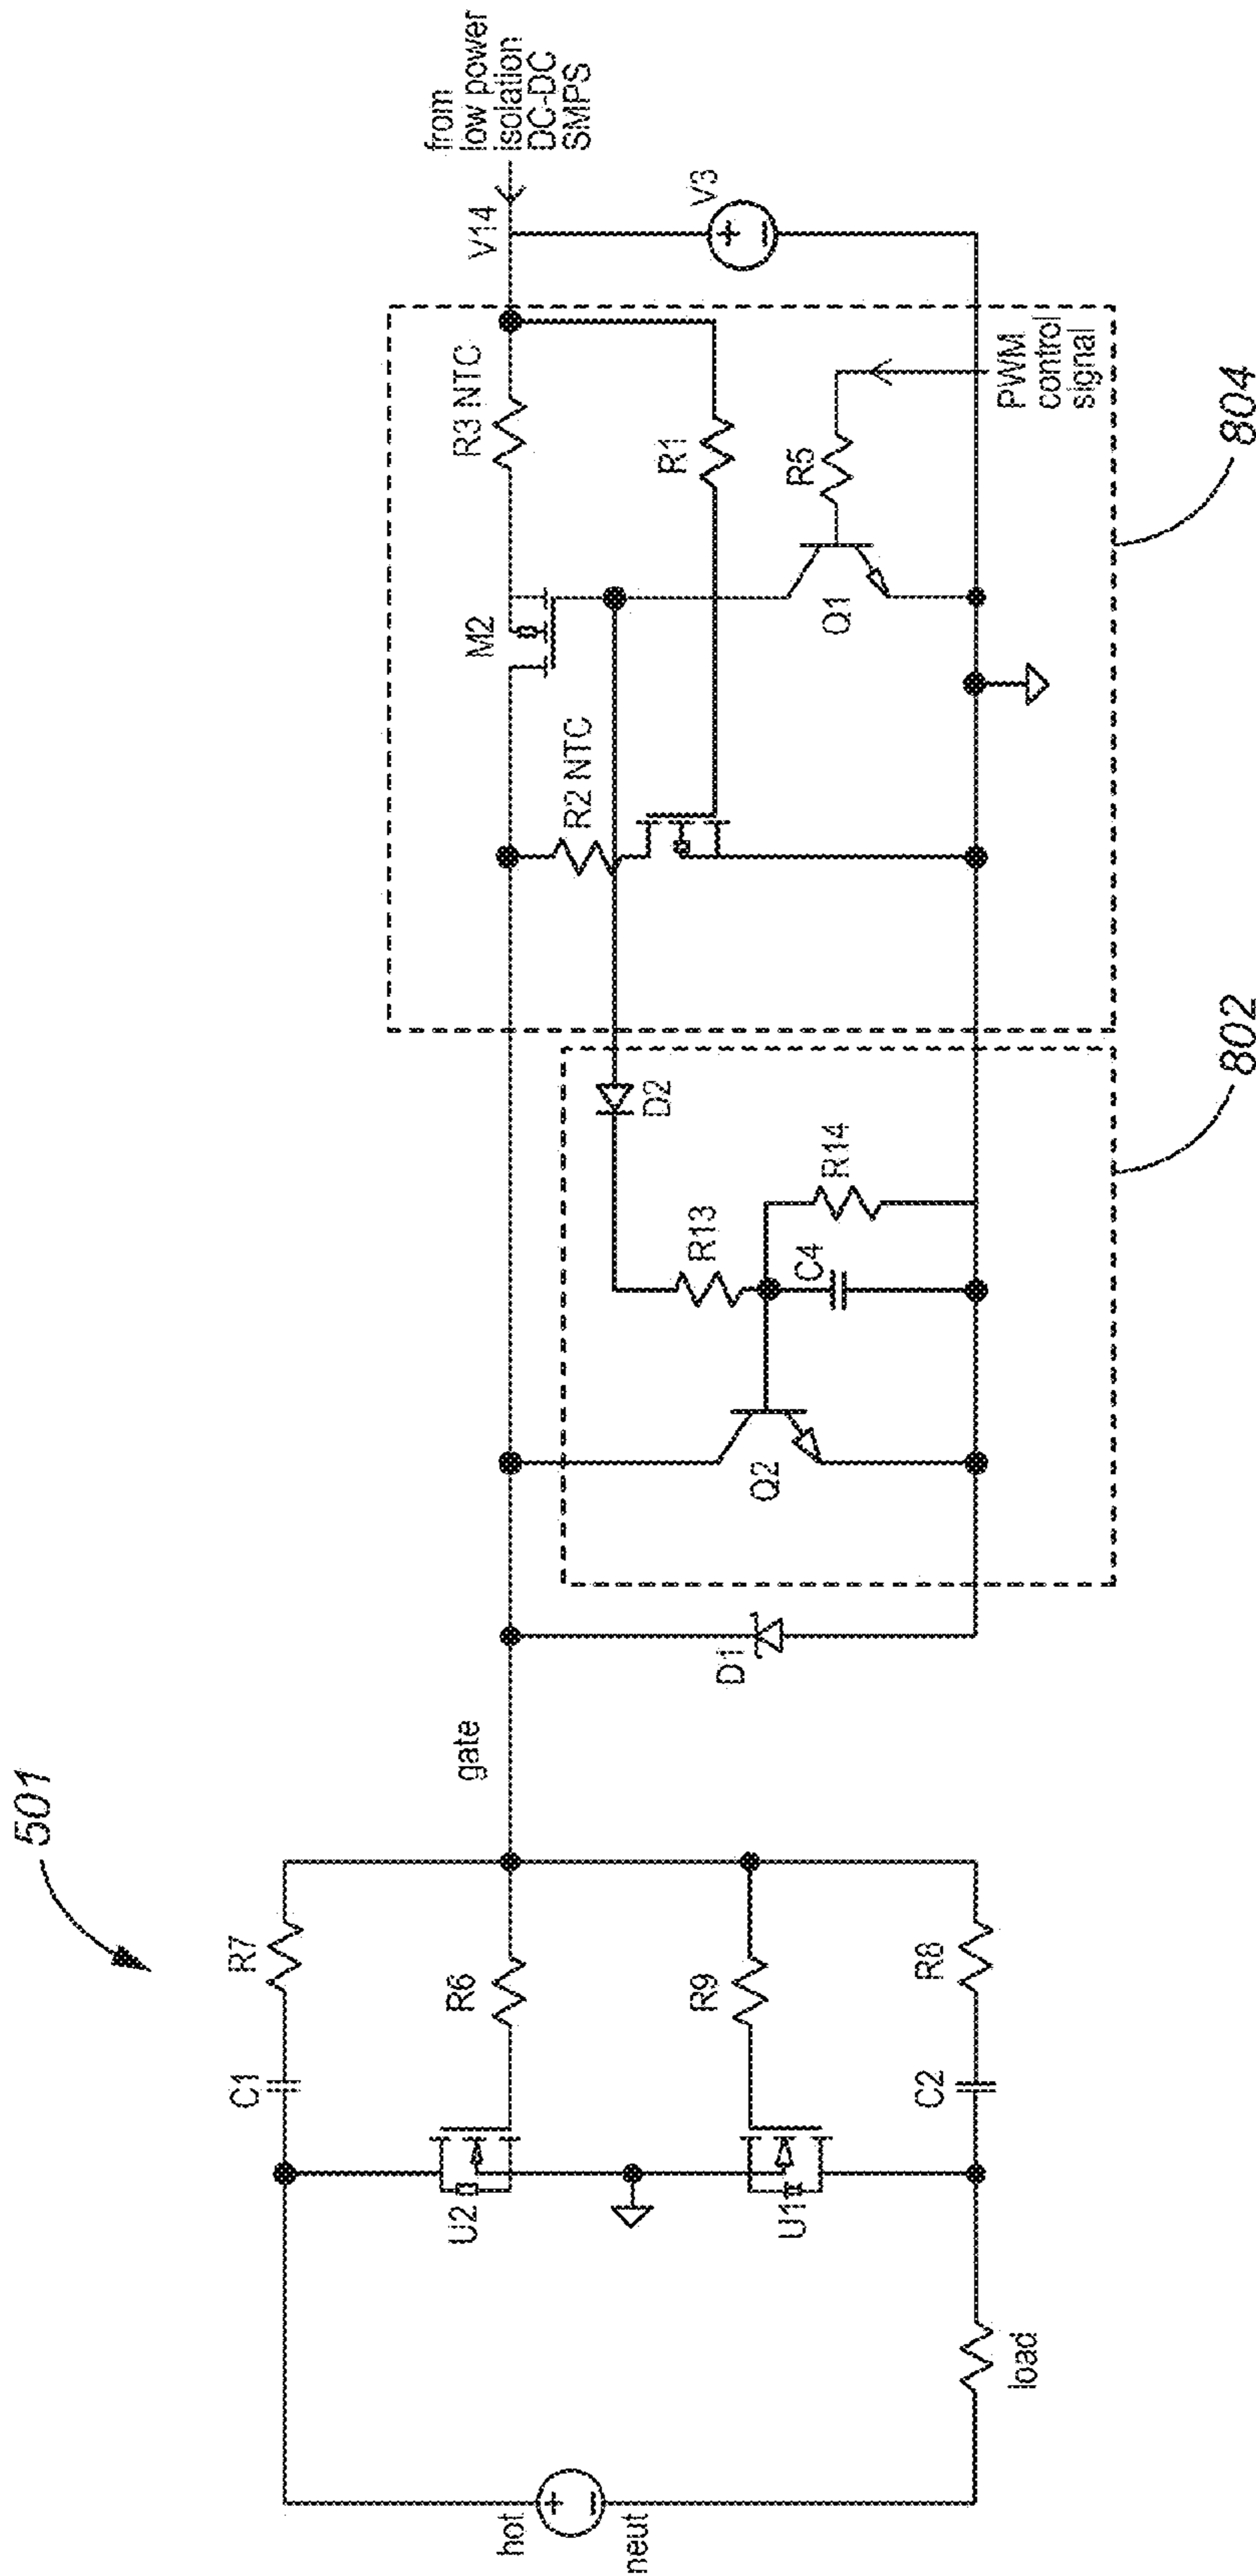 501
hot
neut
load
C1
R7
U2
R6
U1
R9
C2
R8
gate
D1
Q2
R13
C4
R14
D2
802
R2 NTC
M2
R3 NTC
R1
Q1
R5
PWM
control
signal
804
V14
V3
from
low power
isolation
DC-DC
SMPS